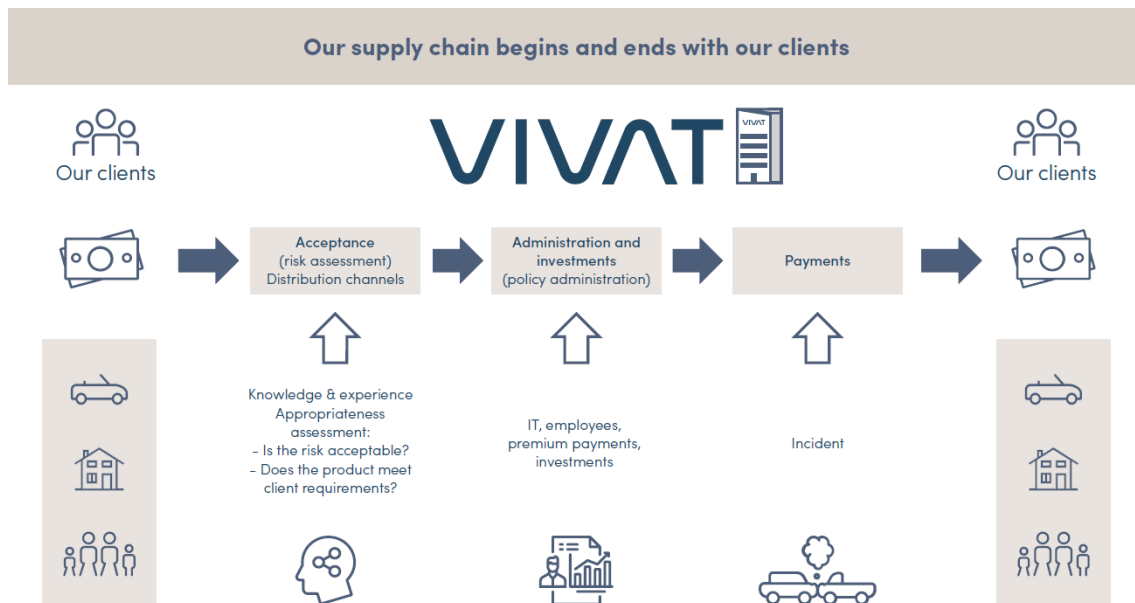 Our supply chain begins and ends with our clients
VIVAT
VIVAT
Our clients
Our clients
Acceptance
(risk assessment)
Distribution channels
Administration and
investments
(policy administration)
Payments
Knowledge & experience
Appropriateness
assessment:
- Is the risk acceptable?
- Does the product meet
client requirements?
IT, employees,
premium payments,
investments
Incident